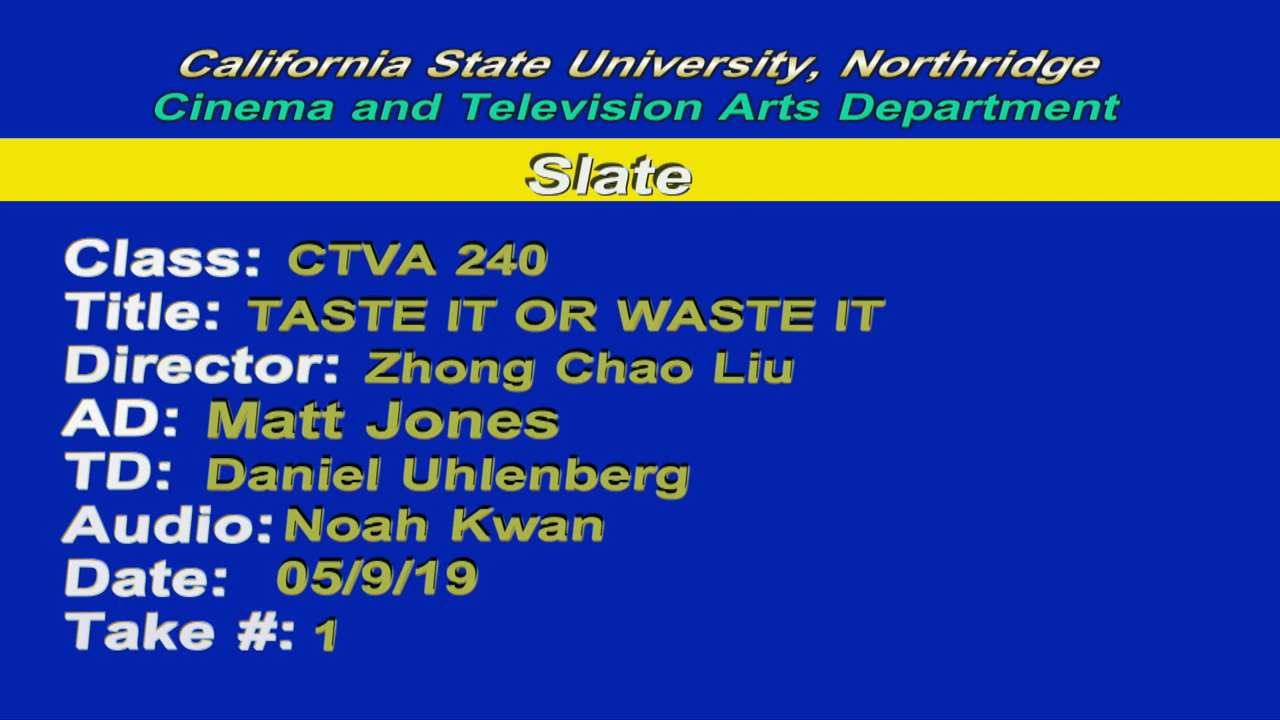 California State University, Northridge
Cinema and Television Arts Department
Slate
Class: CTVA 240
Title: TASTE IT OR WASTE IT
Director: Zhong Chao Liu
AD: Matt Jones
TD: Daniel Uhlenberg
Audio: Noah Kwan
Date: 05/9/19
Take #: 1